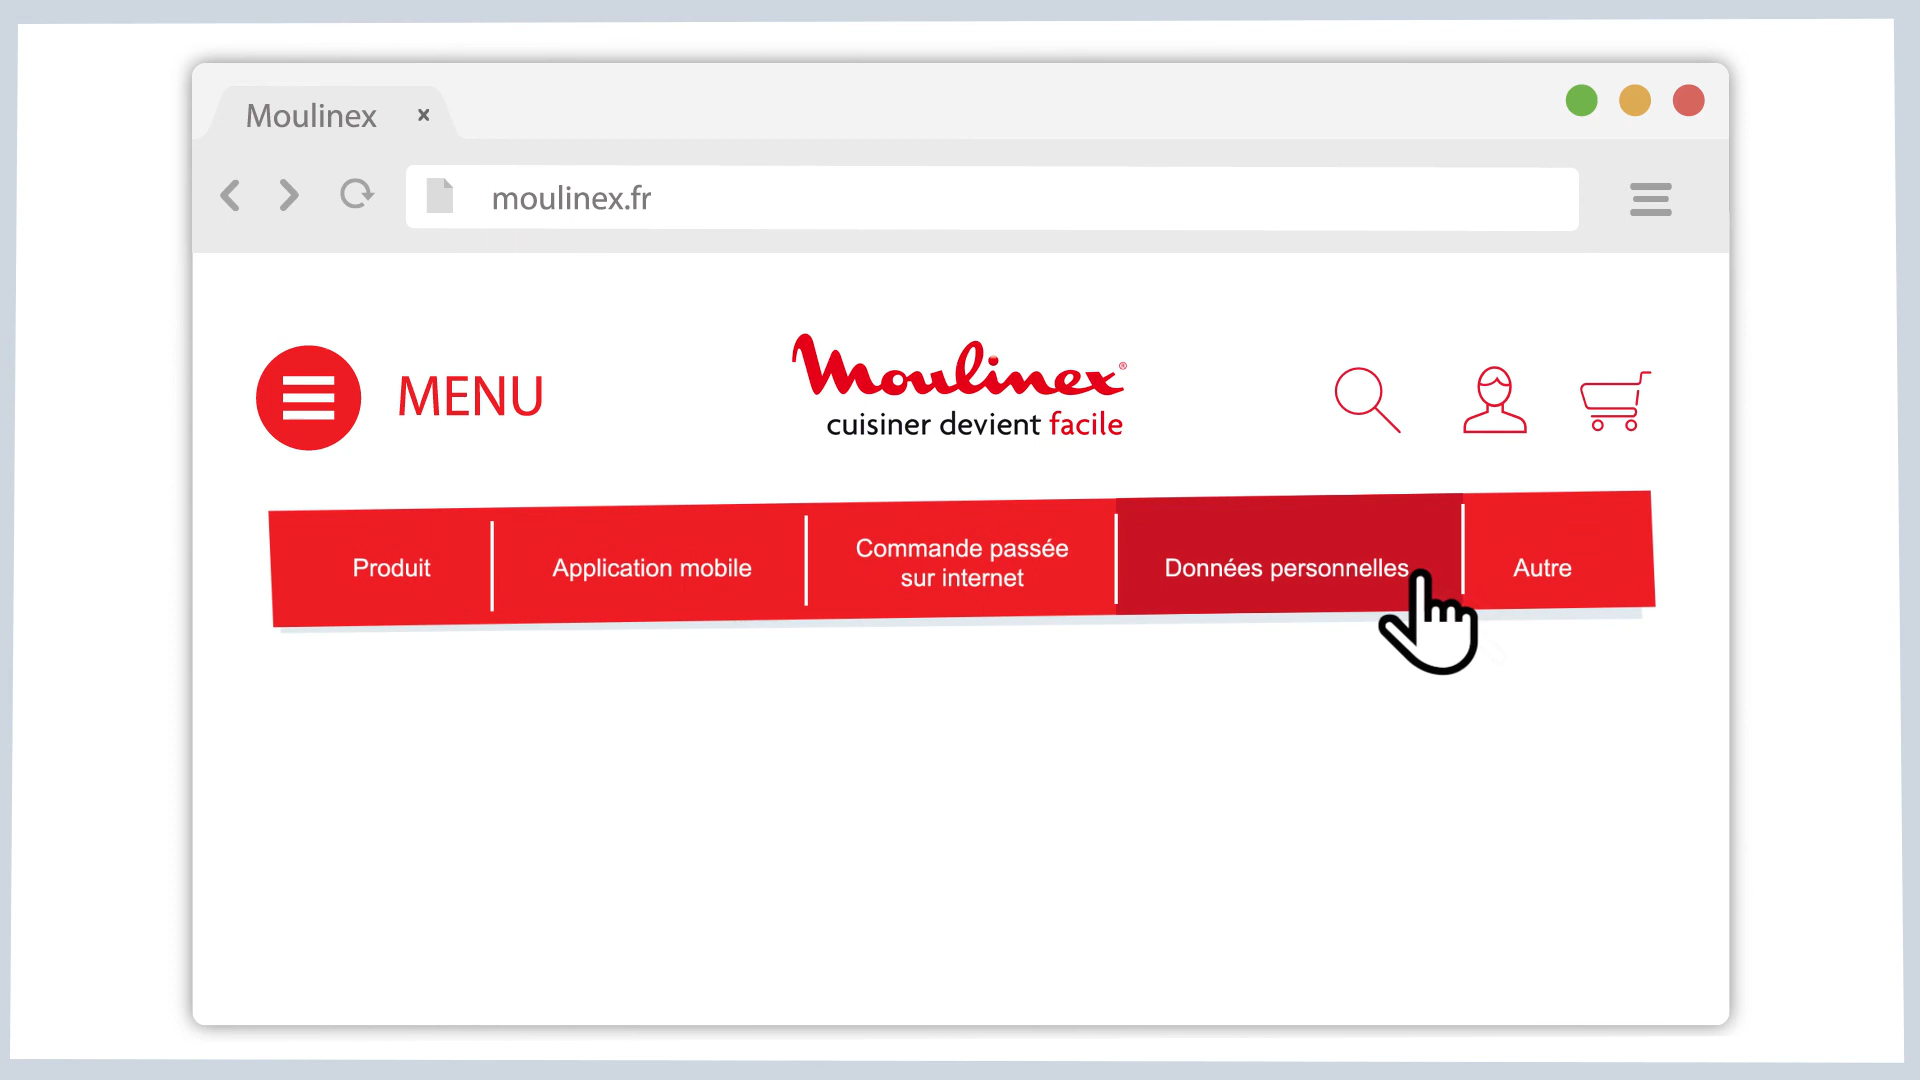 Moulinex x
moulinex.fr
MENU
Moulinex®
cuisiner devient facile
Produit
Application mobile
Commande passée
sur internet
Données personnelles
Autre